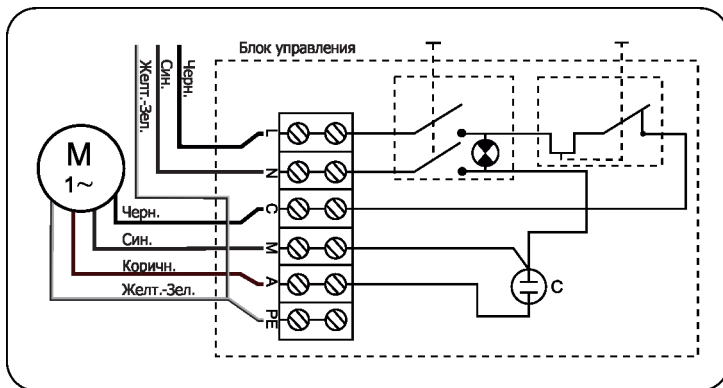 Блок управления
Желт.-Зел.
Син.
Черн.
L
N
C
M
A
PE
M
1~
Черн.
Син.
Коричн.
Желт.-Зел.
C